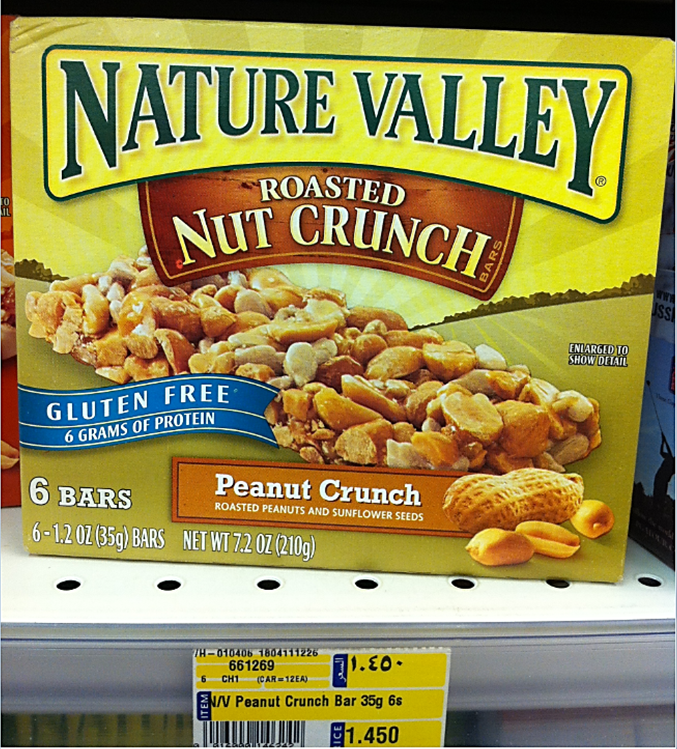 NATURE VALLEY®
ROASTED
NUT CRUNCH
BARS
ENLARGED TO
SHOW DETAIL
GLUTEN FREE
6 GRAMS OF PROTEIN
6 BARS
Peanut Crunch
ROASTED PEANUTS AND SUNFLOWER SEEDS
6 - 1.2 OZ (35g) BARS NET WT 7.2 OZ (210g)
/H-010406 1804111226
661269
السعر ١.٤٥٠
6 CH1 (CAR=12EA)
ITEM
N/V Peanut Crunch Bar 35g 6s
1.450